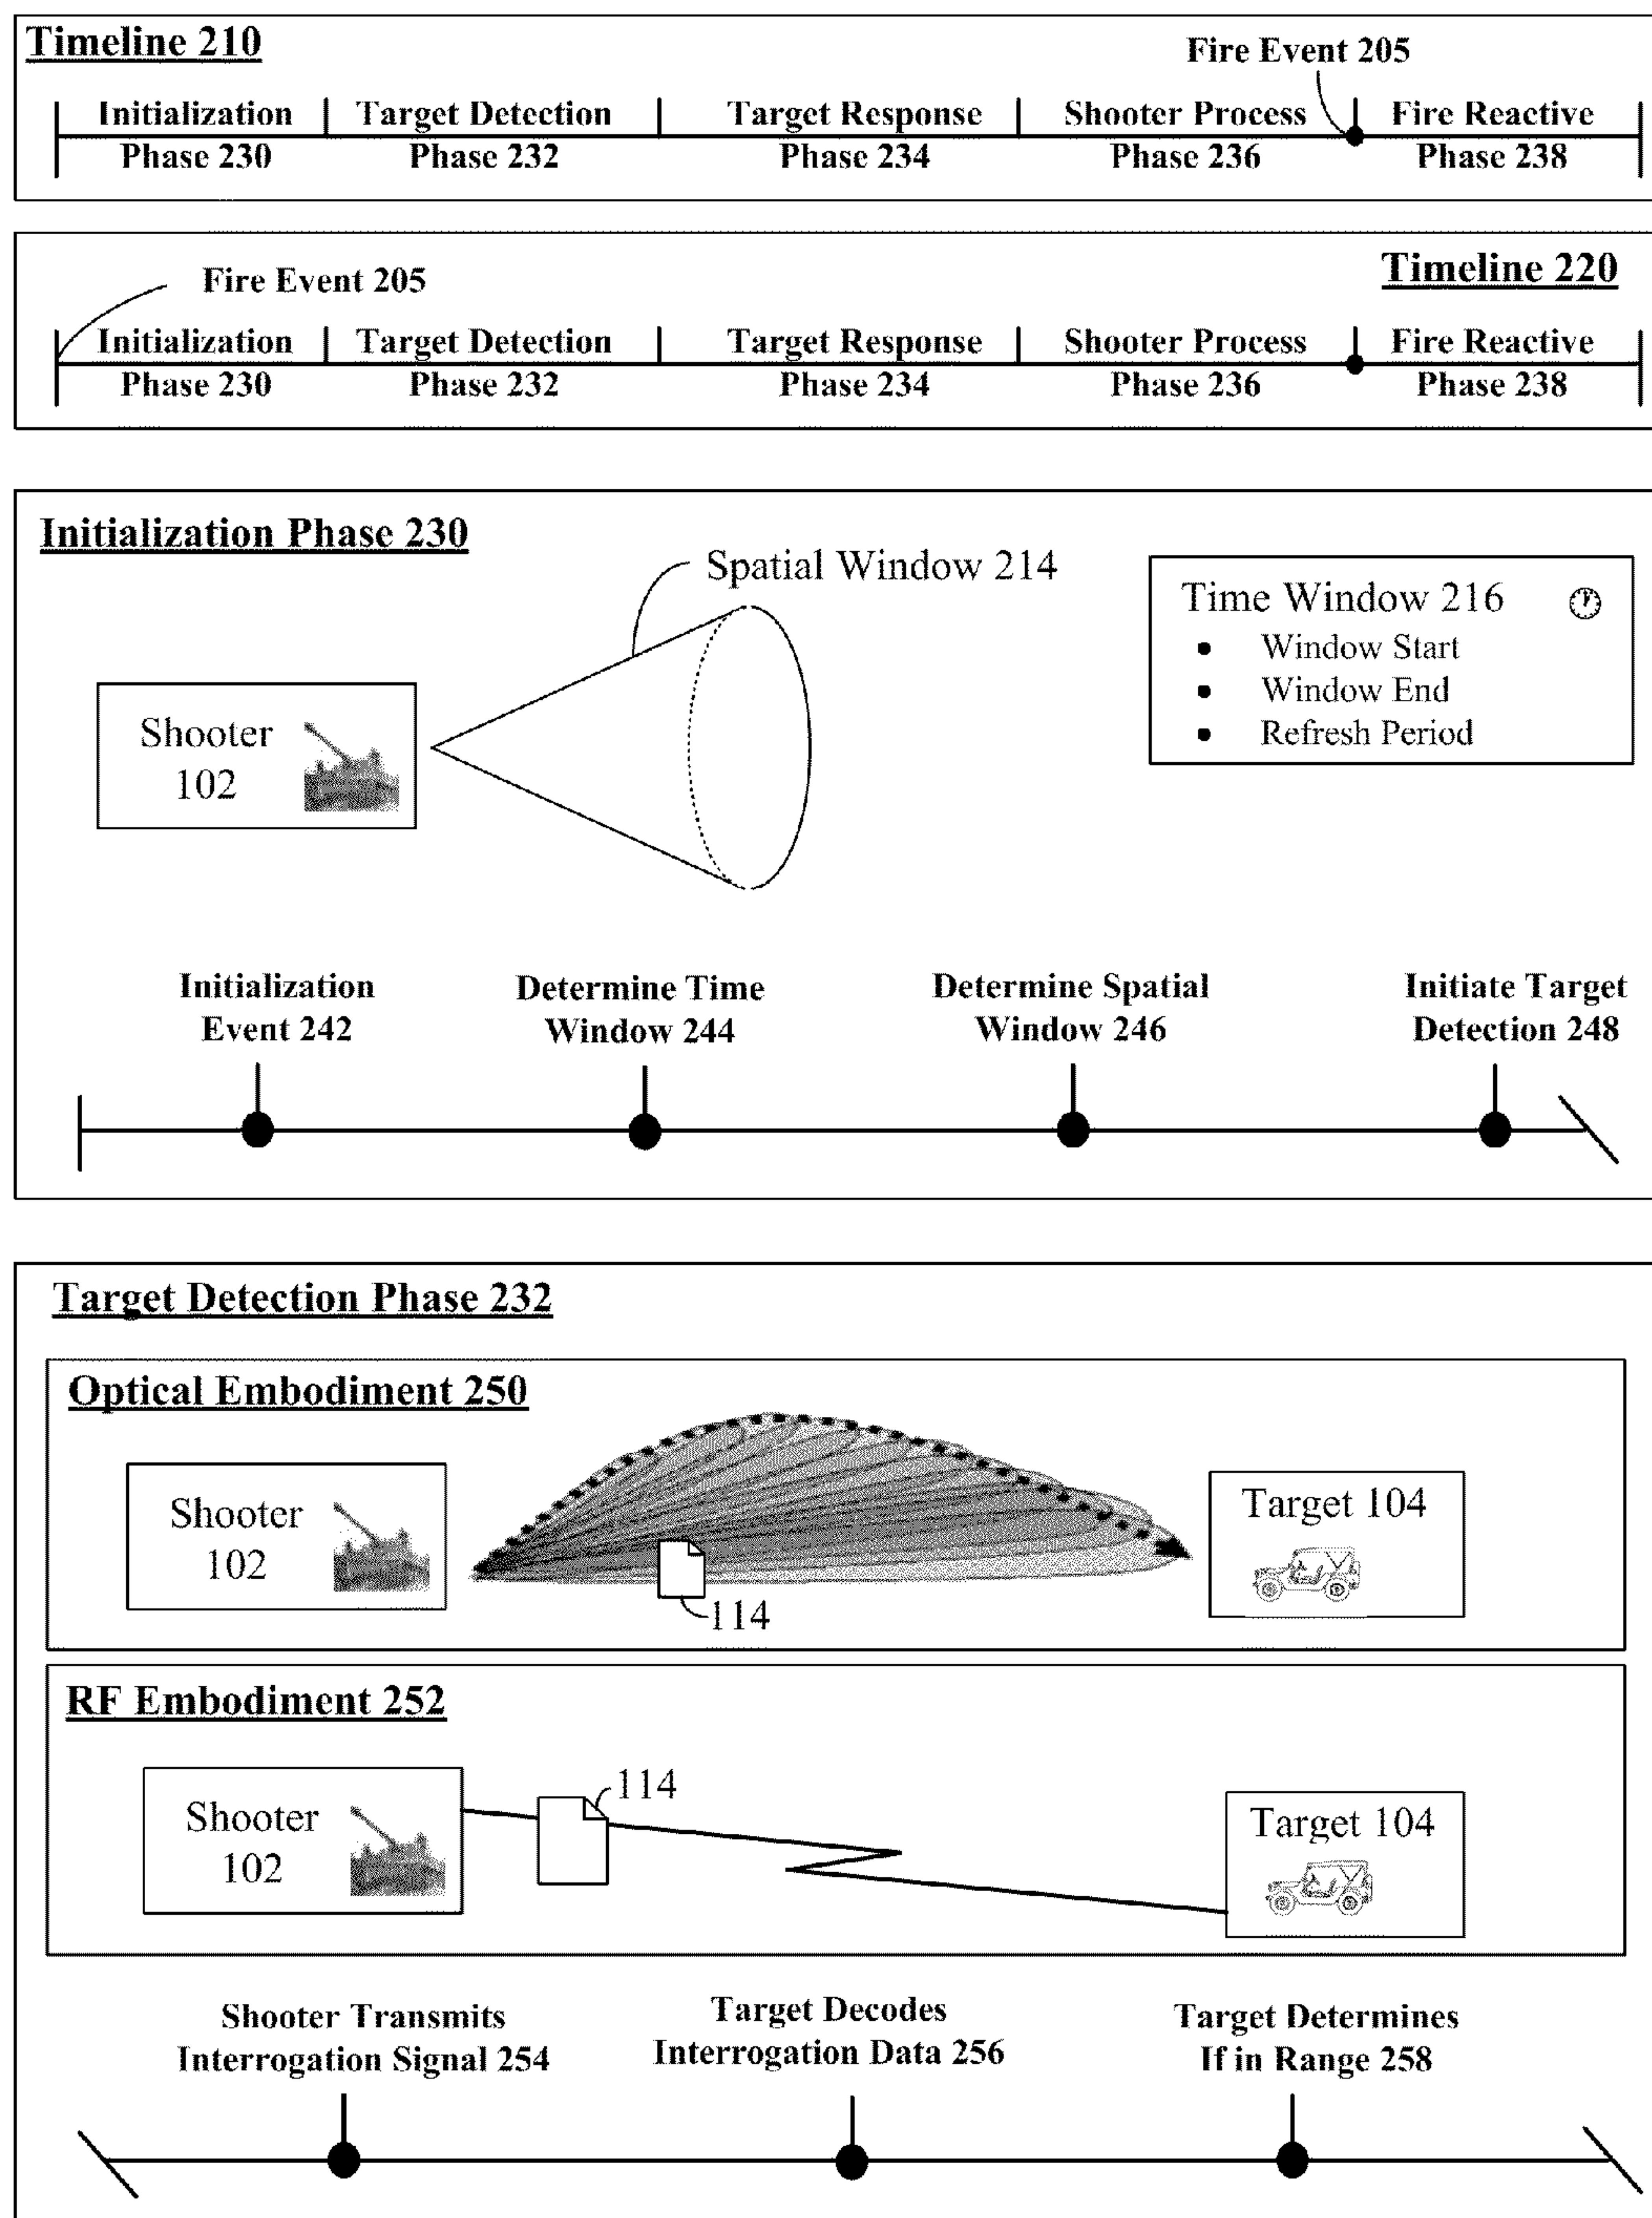 Timeline 210
Fire Event 205
Initialization Target Detection Target Response Shooter Process Fire Reactive
Phase 230 Phase 232 Phase 234 Phase 236 Phase 238
Timeline 220
Fire Event 205
Initialization Target Detection Target Response Shooter Process Fire Reactive
Phase 230 Phase 232 Phase 234 Phase 236 Phase 238
Initialization Phase 230
Spatial Window 214
Time Window 216
• Window Start
• Window End
• Refresh Period
Shooter
102
Initialization Determine Time Determine Spatial Initiate Target
Event 242 Window 244 Window 246 Detection 248
Target Detection Phase 232
Optical Embodiment 250
Shooter
102
Target 104
114
RF Embodiment 252
114
Shooter
102
Target 104
Shooter Transmits Target Decodes Target Determines
Interrogation Signal 254 Interrogation Data 256 If in Range 258